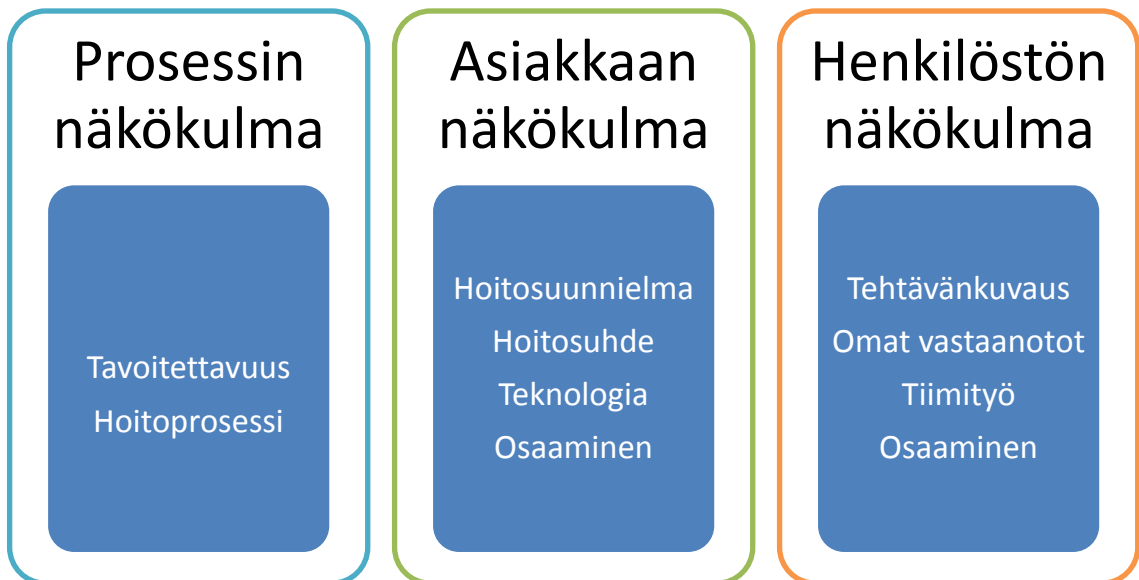 Prosessin
näkökulma
Tavoitettavuus
Hoitoprosessi
Asiakkaan
näkökulma
Hoitosuunnielma
Hoitosuhde
Teknologia
Osaaminen
Henkilöstön
näkökulma
Tehtävänkuvaus
Omat vastaanotot
Tiimityö
Osaaminen